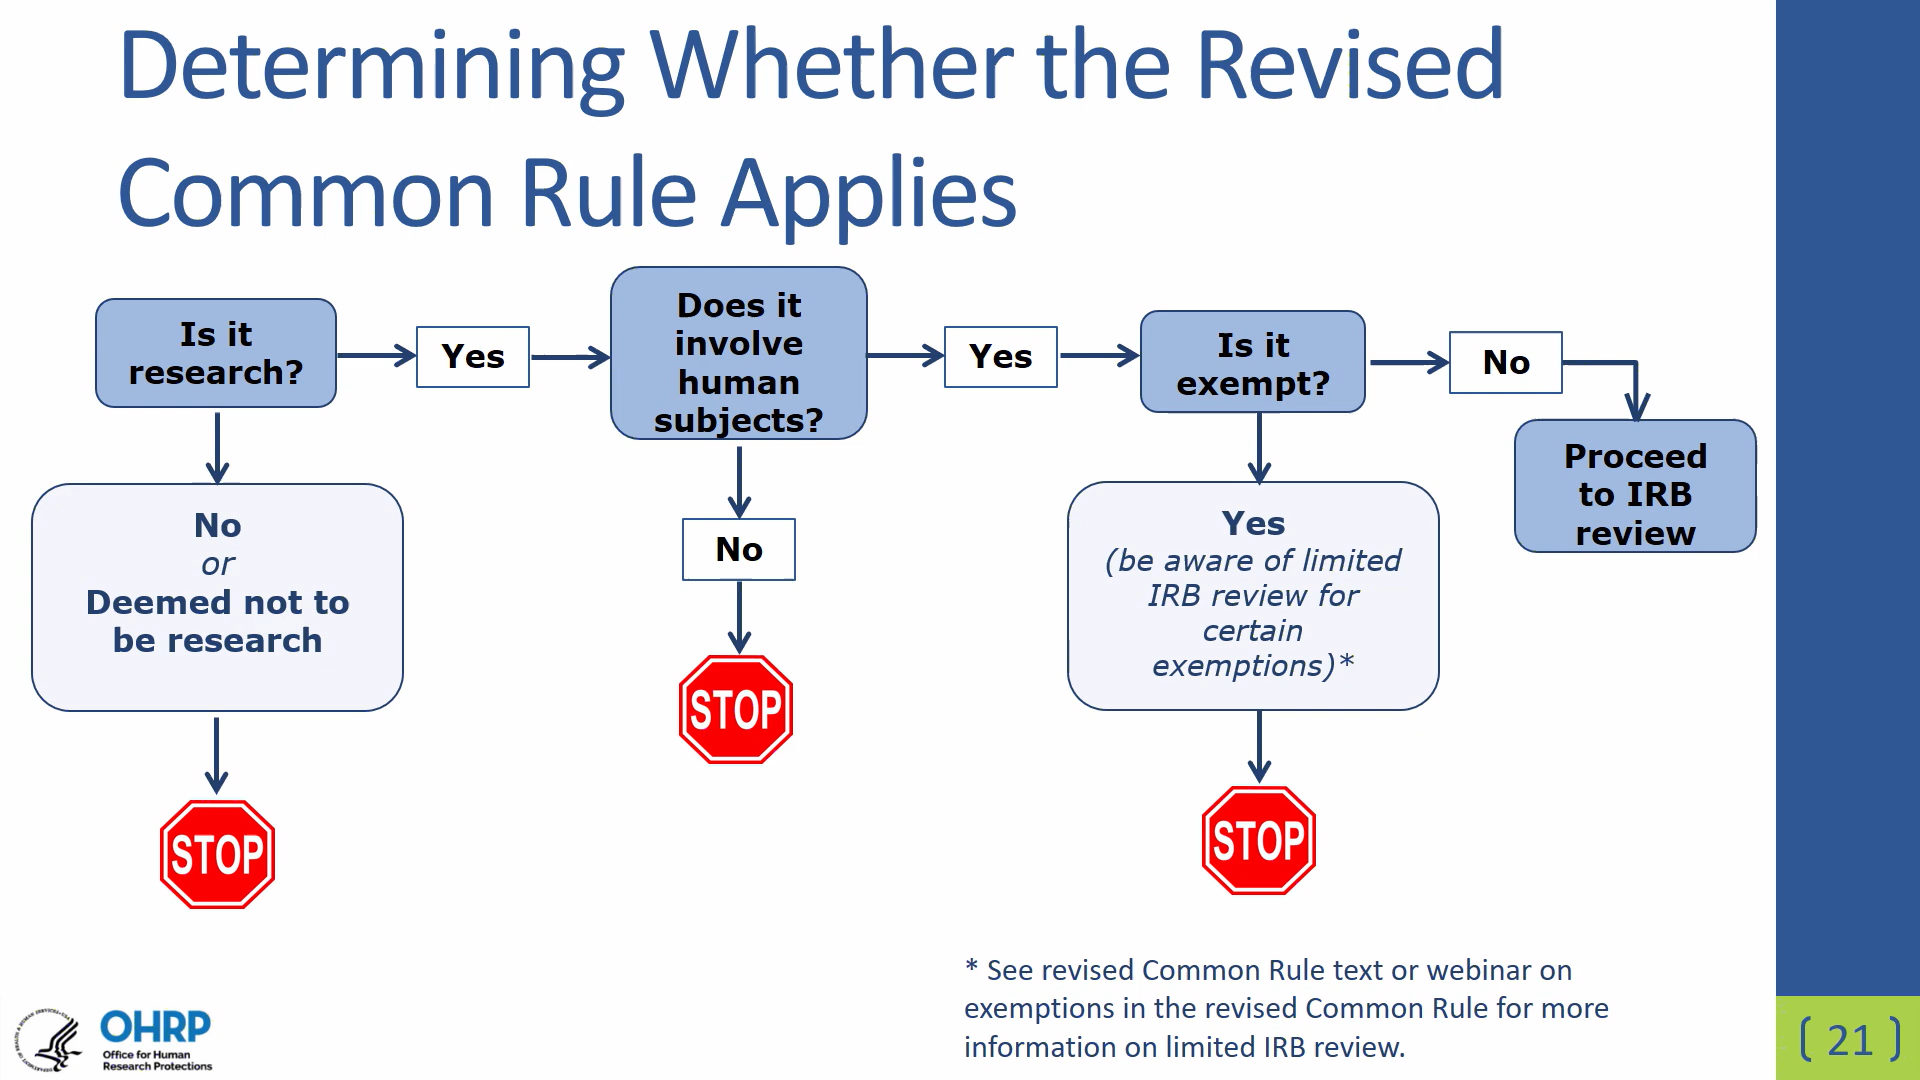 Determining Whether the Revised
Common Rule Applies
Is it
research?
Yes
Does it
involve
human
subjects?
Yes
Is it
exempt?
No
Proceed
to IRB
review
No
or
Deemed not to
be research
STOP
No
STOP
Yes
(be aware of limited
IRB review for
certain
exemptions)*
STOP
* See revised Common Rule text or webinar on
exemptions in the revised Common Rule for more
information on limited IRB review.
OHRP
Office for Human
Research Protections
21